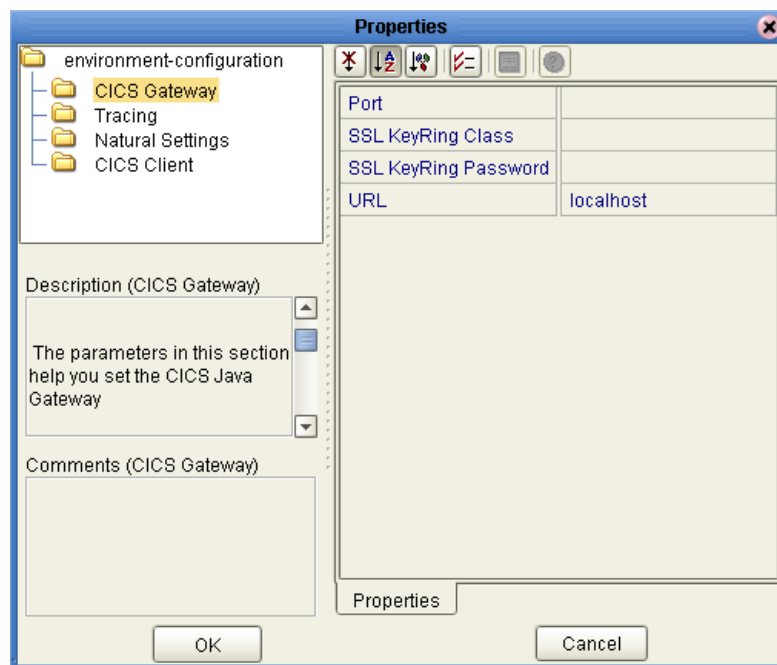 Properties
environment-configuration
CICS Gateway
Tracing
Natural Settings
CICS Client
Port
SSL KeyRing Class
SSL KeyRing Password
URL localhost
Description (CICS Gateway)
The parameters in this section
help you set the CICS Java
Gateway
Comments (CICS Gateway)
Properties
OK Cancel